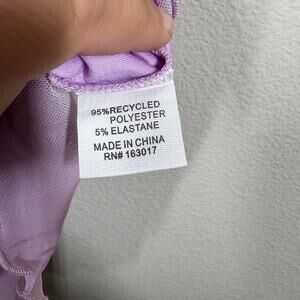 95%RECYCLED
POLYESTER
5% ELASTANE
MADE IN CHINA
RN# 163017